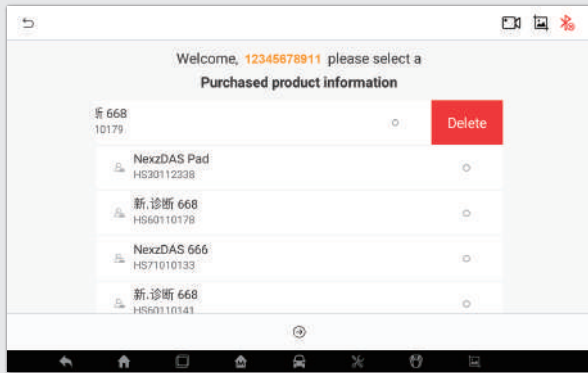 Welcome, 12345678911 please select a
Purchased product information
断 668
10179
Delete
NexzDAS Pad
HS30112338
新.诊断 668
HS60110178
NexzDAS 666
HS71010133
新.诊断 668
HS60110141